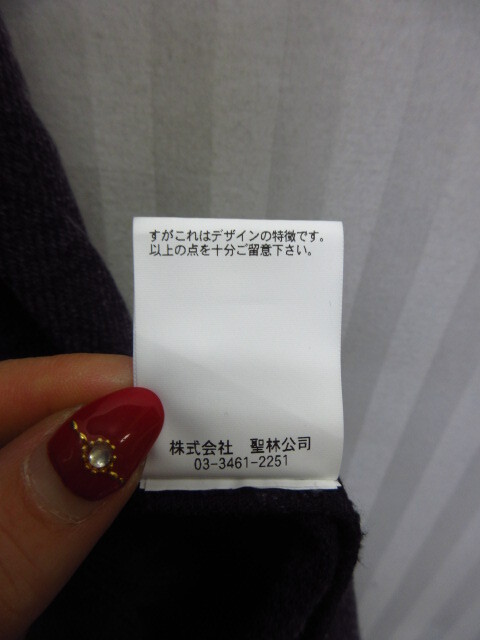 すがこれはデザインの特徴です。
以上の点を十分ご留意下さい。
株式会社　聖林公司
03-3461-2251